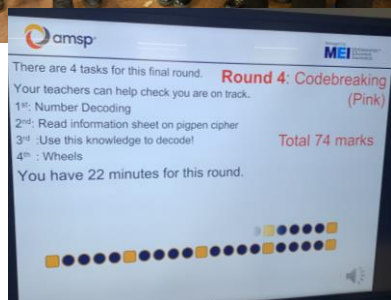 amsp
MEI
There are 4 tasks for this final round.
Round 4: Codebreaking
(Pink)
Your teachers can help check you are on track.
1st: Number Decoding
2nd: Read information sheet on pigpen cipher
3rd :Use this knowledge to decode!
Total 74 marks
4th : Wheels
You have 22 minutes for this round.